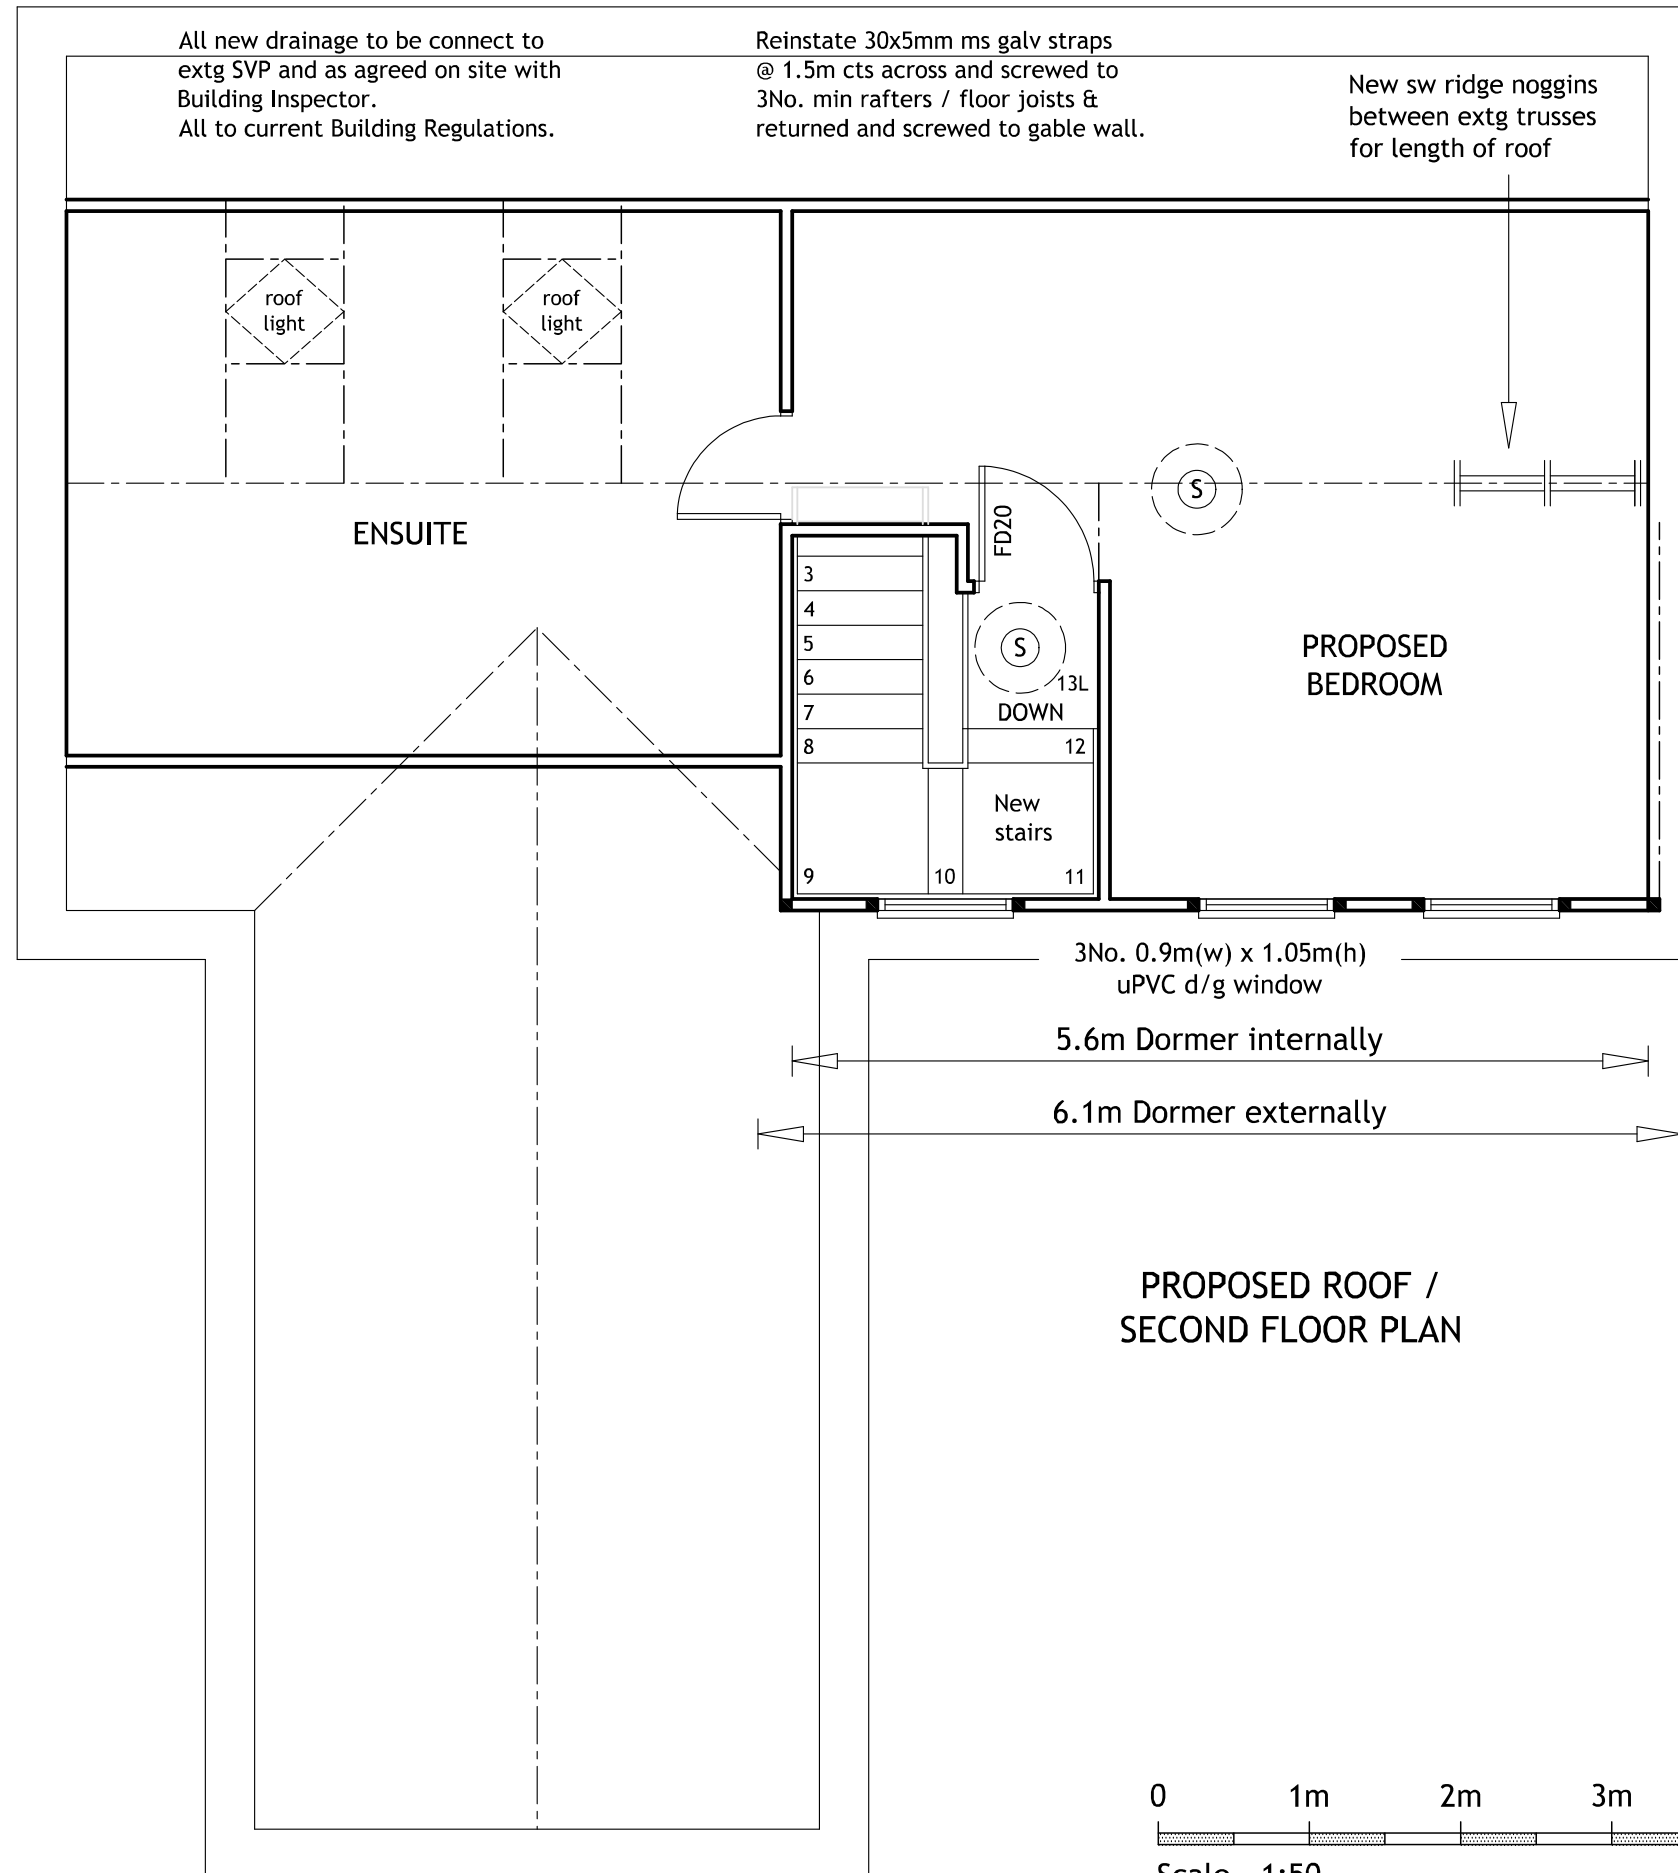 All new drainage to be connect to
extg SVP and as agreed on site with
Building Inspector.
All to current Building Regulations.
Reinstate 30x5mm ms galv straps
@ 1.5m cts across and screwed to
3No. min rafters / floor joists &
returned and screwed to gable wall.
New sw ridge noggins
between extg trusses
for length of roof
roof
light
roof
light
ENSUITE
S
FD20
3
4
5
6
7
8
9
10
11
12
13L
S
DOWN
New
stairs
PROPOSED
BEDROOM
3No. 0.9m(w) x 1.05m(h)
uPVC d/g window
5.6m Dormer internally
6.1m Dormer externally
PROPOSED ROOF /
SECOND FLOOR PLAN
0 1m 2m 3m
Scale 1:50